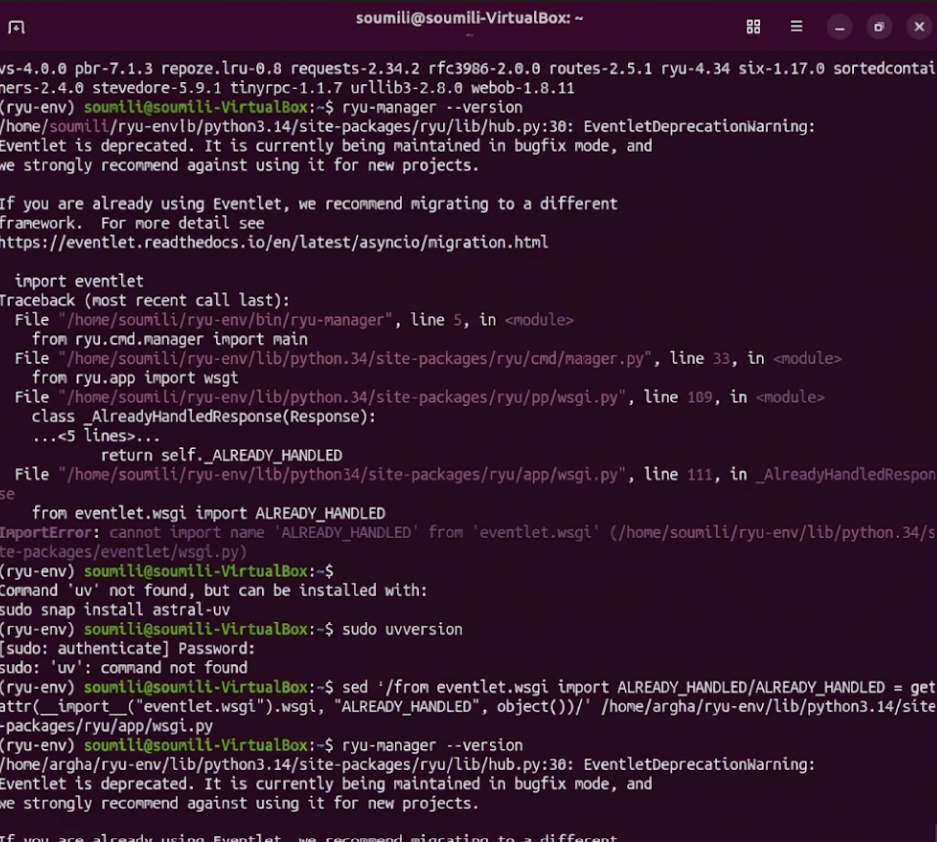 soumili@soumili-VirtualBox: ~
vs-4.0.0 pbr-7.1.3 repoze.lru-0.8 requests-2.34.2 rfc3986-2.0.0 routes-2.5.1 ryu-4.34 six-1.17.0 sortedcontai
ners-2.4.0 stevedore-5.9.1 tinyrpc-1.1.7 urllib3-2.8.0 webob-1.8.11
(ryu-env) soumili@soumili-VirtualBox:~$ ryu-manager --version
/home/soumili/ryu-envlb/python3.14/site-packages/ryu/lib/hub.py:30: EventletDeprecationWarning:
Eventlet is deprecated. It is currently being maintained in bugfix mode, and
we strongly recommend against using it for new projects.
If you are already using Eventlet, we recommend migrating to a different
framework.  For more detail see
https://eventlet.readthedocs.io/en/latest/asyncio/migration.html
import eventlet
Traceback (most recent call last):
File "/home/soumili/ryu-env/bin/ryu-manager", line 5, in <module>
from ryu.cmd.manager import main
File "/home/soumili/ryu-env/lib/python.34/site-packages/ryu/cmd/maager.py", line 33, in <module>
from ryu.app import wsgt
File "/home/soumili/ryu-env/lib/python.34/site-packages/ryu/pp/wsgi.py", line 109, in <module>
class _AlreadyHandledResponse(Response):
...<5 lines>...
return self._ALREADY_HANDLED
File "/home/soumili/ryu-env/lib/python34/site-packages/ryu/app/wsgi.py", line 111, in _AlreadyHandledRespon
se
from eventet.wsgi import ALREADY_HANDLED
ImportError: cannot import name 'ALREADY_HANDLED' from 'eventlet.wsgi' (/home/soumili/ryu-env/lib/python.34/s
te-packages/eventlet/wsgi.py)
(ryu-env) soumili@soumili-VirtualBox:~$
Command 'uv' not found, but can be installed with:
sudo snap install astral-uv
(ryu-env) soumili@soumili-VirtualBox:~$ sudo uvversion
[sudo: authenticate] Password:
sudo: 'uv': command not found
(ryu-env) soumili@soumili-VirtualBox:~$ sed '/from eventlet.wsgi import ALREADY_HANDLED/ALREADY_HANDLED = get
attr(__import__("eventlet.wsgi").wsgi, "ALREADY_HANDLED", object())/' /home/argha/ryu-env/lib/python3.14/site
-packages/ryu/app/wsgi.py
(ryu-env) soumili@soumili-VirtualBox:~$ ryu-manager --version
/home/argha/ryu-env/lib/python3.14/site-packages/ryu/lib/hub.py:30: EventletDeprecationWarning:
Eventlet is deprecated. It is currently being maintained in bugfix mode, and
we strongly recommend against using it for new projects.
If you are already using Eventlet, we recommend migrating to a different